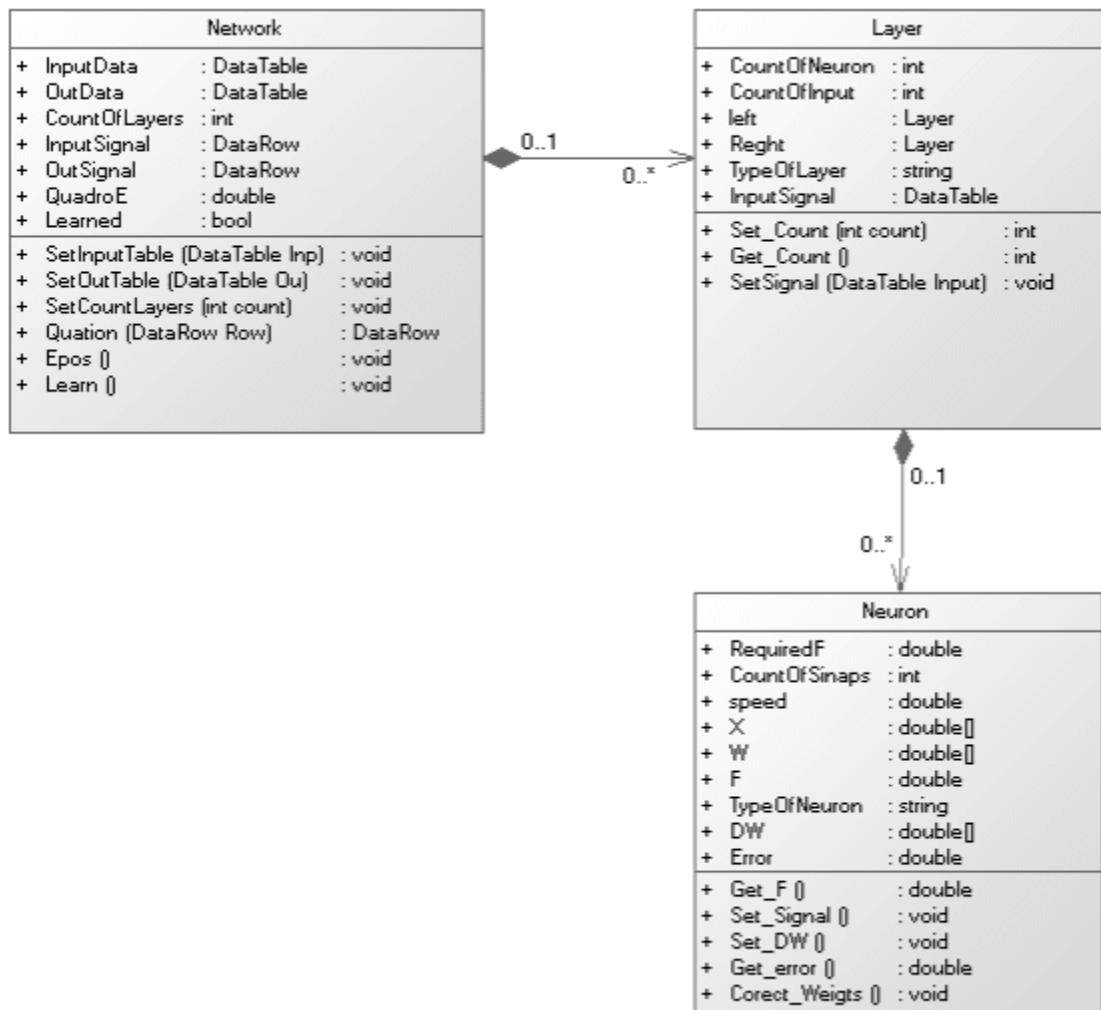 Network
+ InputData : DataTable
+ OutData : DataTable
+ CountOfLayers : int
+ InputSignal : DataRow
+ OutSignal : DataRow
+ QuadroE : double
+ Learned : bool
+ SetInputTable (DataTable Inp) : void
+ SetOutTable (DataTable Ou) : void
+ SetCountLayers (int count) : void
+ Quation (DataRow Row) : DataRow
+ Epos () : void
+ Learn () : void
0..1
0..*
Layer
+ CountOfNeuron : int
+ CountOfInput : int
+ left : Layer
+ Reght : Layer
+ TypeOfLayer : string
+ InputSignal : DataTable
+ Set_Count (int count) : int
+ Get_Count () : int
+ SetSignal (DataTable Input) : void
0..1
0..*
Neuron
+ RequiredF : double
+ CountOfSinaps : int
+ speed : double
+ X : double[]
+ W : double[]
+ F : double
+ TypeOfNeuron : string
+ DW : double[]
+ Error : double
+ Get_F () : double
+ Set_Signal () : void
+ Set_DW () : void
+ Get_error () : double
+ Corect_Weigts () : void